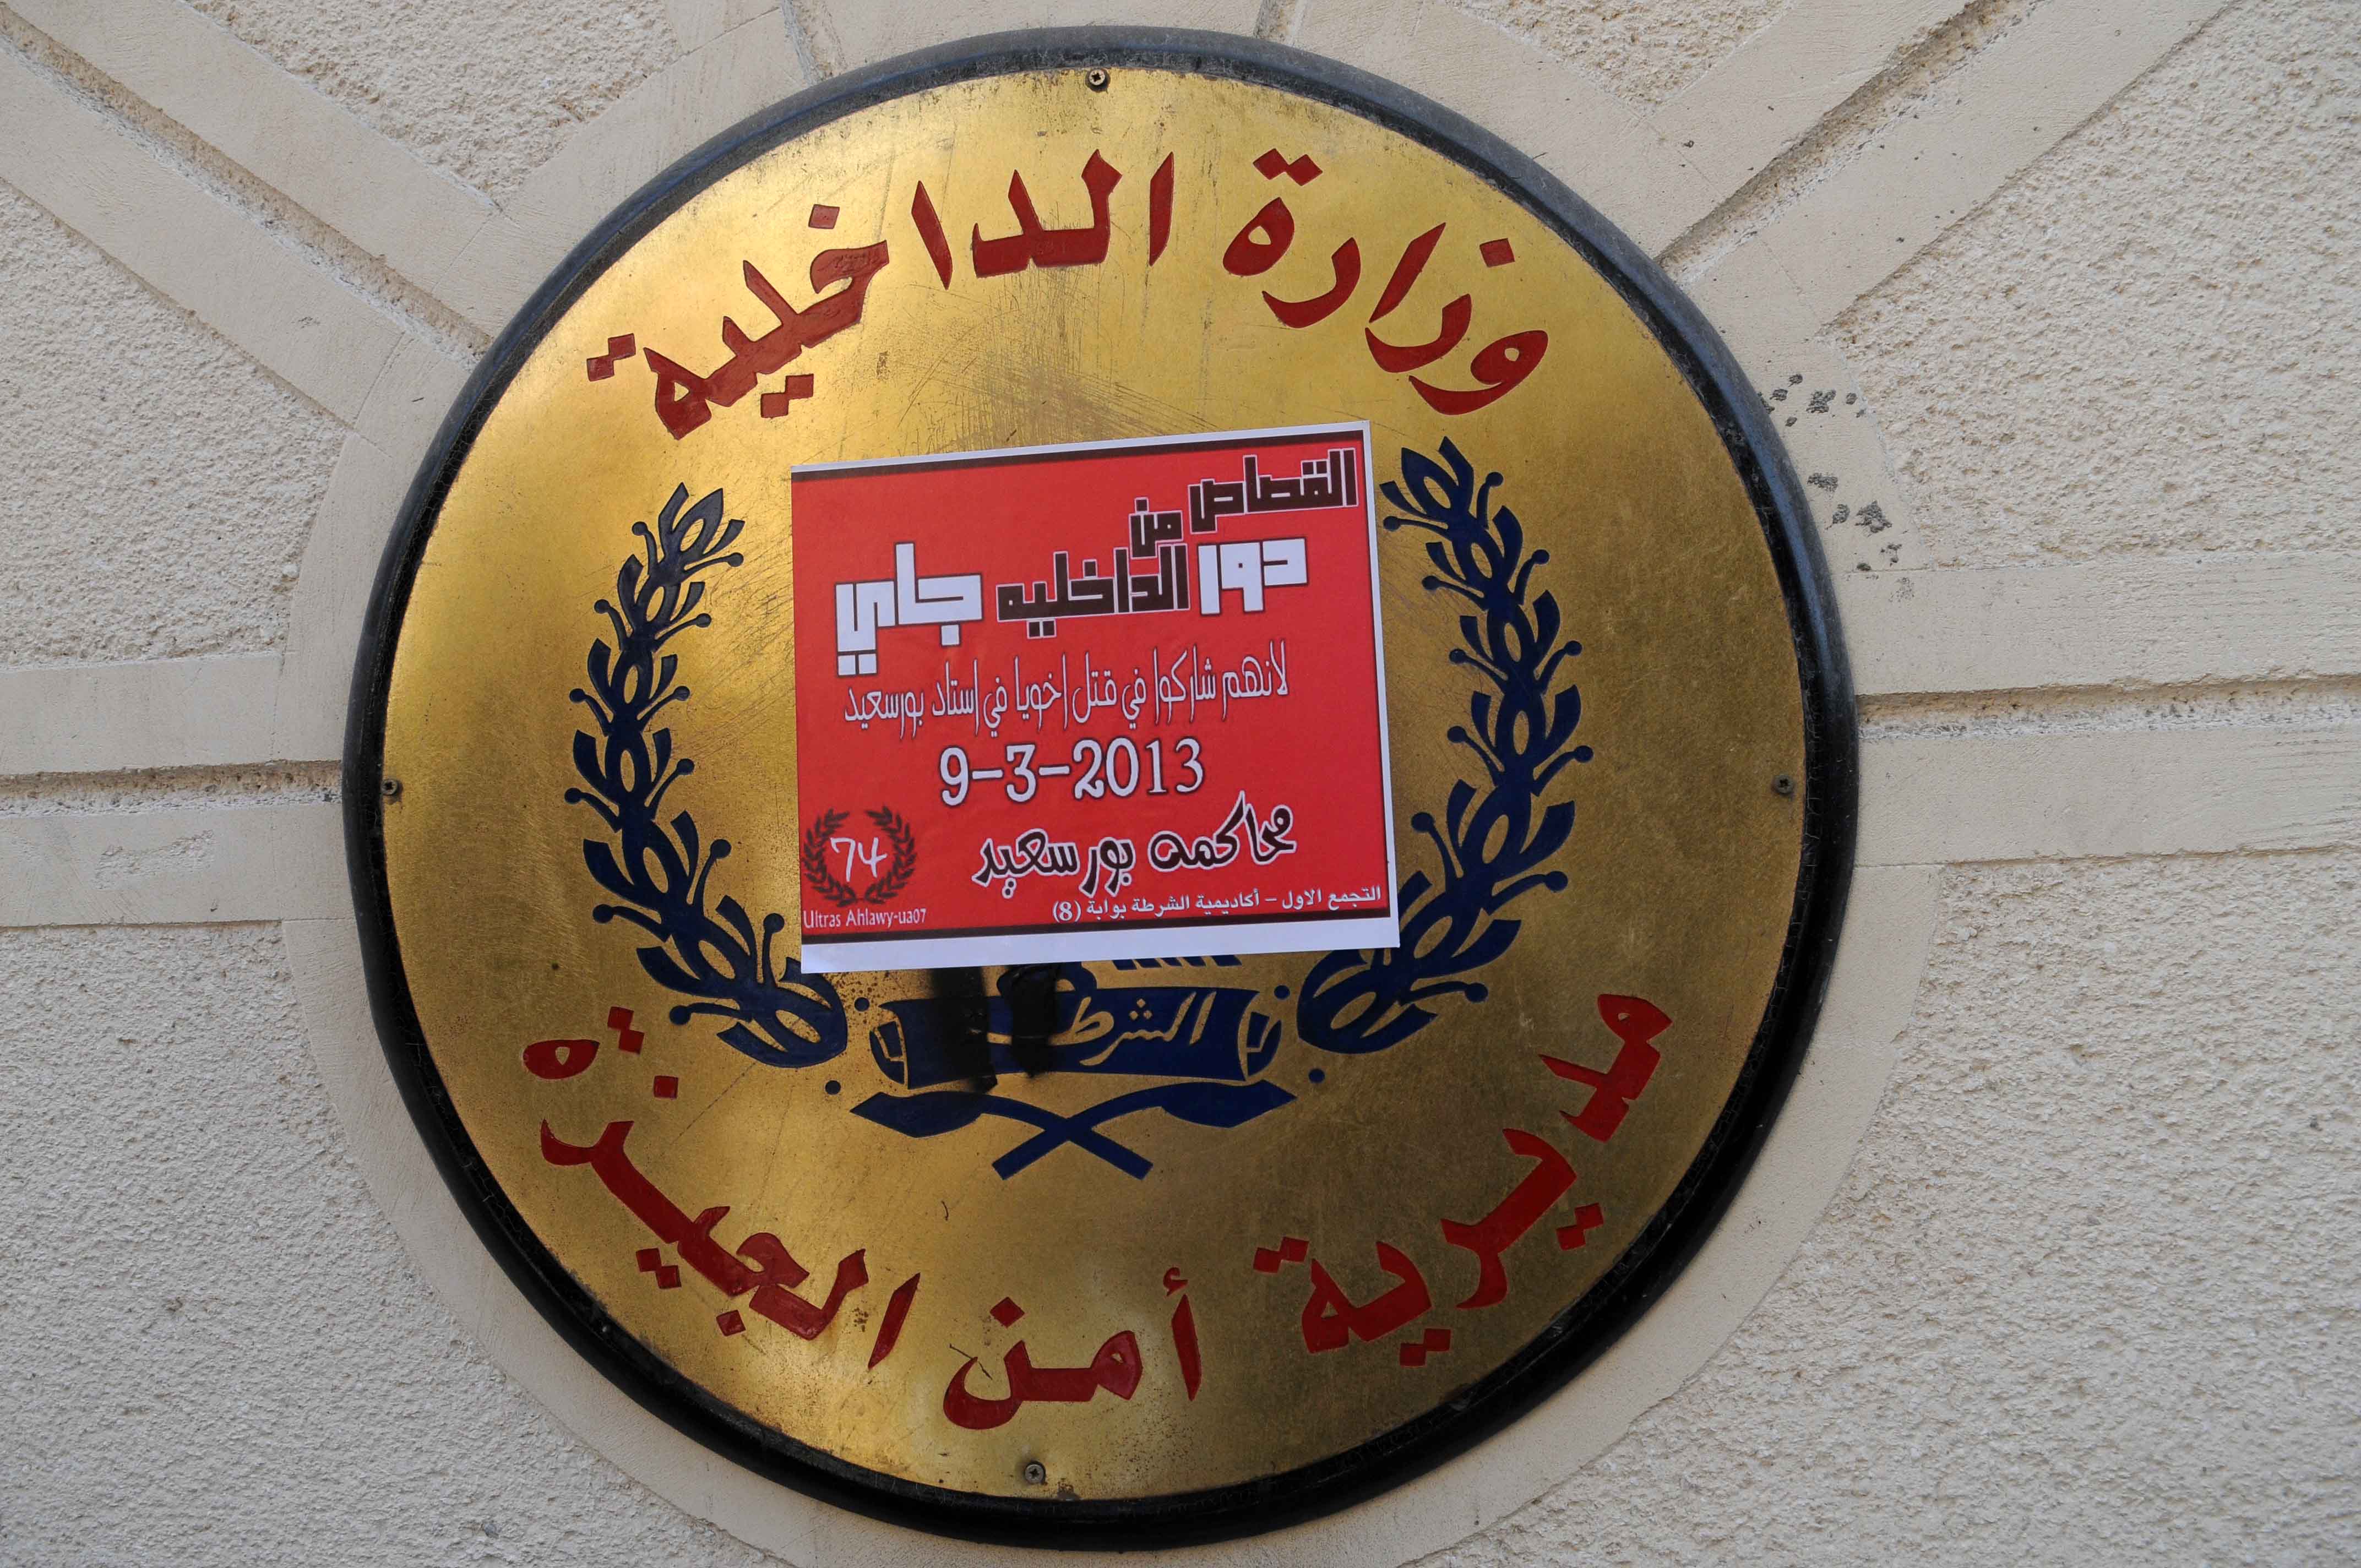 وزارة الداخلية
القصاص من
دور الداخليه جلي
لانهم شاركوا في قتل اخويا في استاد بورسعيد
9-3-2013
محاكمه بورسعيد
74
التجمع الاول - أكاديمية الشرطة بوابة (8)
Ultras Ahlawy-ua07
الشرطة
مديرية أمن الجيزة